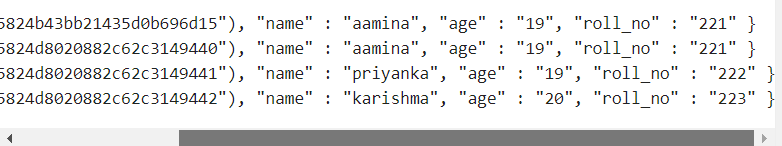 5824b43bb21435d0b696d15"), "name" : "aamina", "age" : "19", "roll_no" : "221" }
5824d8020882c62c3149440"), "name" : "aamina", "age" : "19", "roll_no" : "221" }
5824d8020882c62c3149441"), "name" : "priyanka", "age" : "19", "roll_no" : "222" }
5824d8020882c62c3149442"), "name" : "karishma", "age" : "20", "roll_no" : "223" }